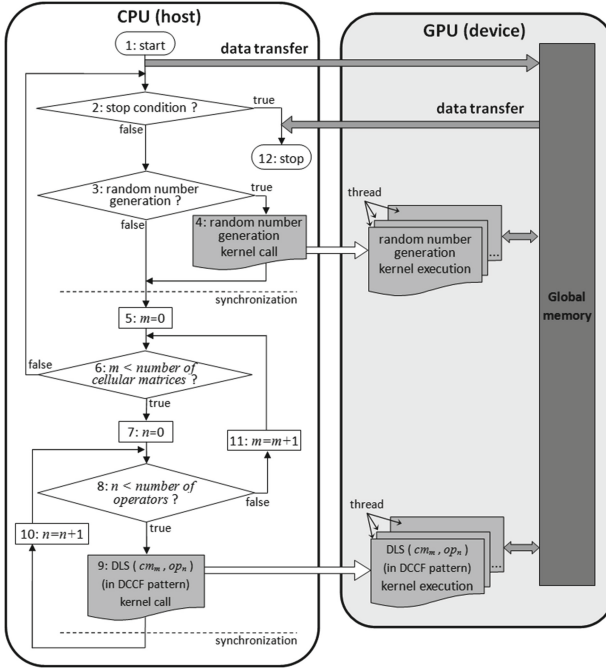 CPU (host)
1: start
data transfer
2: stop condition ?
true
false
12: stop
3: random number
generation ?
true
false
4: random number
generation
kernel call
synchronization
5: m=0
6: m < number of
cellular matrices ?
false
true
7: n=0
11: m=m+1
8: n < number of
operators ?
false
true
10: n=n+1
9: DLS ( cmₘ , opₙ )
(in DCCF pattern)
kernel call
synchronization
GPU (device)
data transfer
thread
random number
generation
kernel execution
...
Global
memory
thread
DLS ( cmₘ , opₙ )
(in DCCF pattern)
kernel execution
...